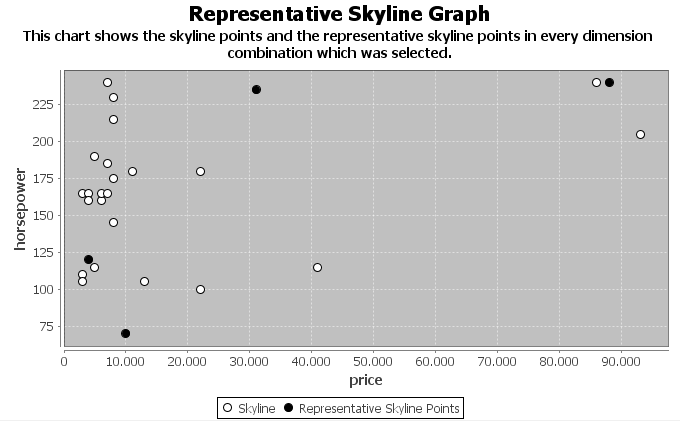 Representative Skyline Graph
This chart shows the skyline points and the representative skyline points in every dimension
combination which was selected.
horsepower
225
200
175
150
125
100
75
0 10.000 20.000 30.000 40.000 50.000 60.000 70.000 80.000 90.000
price
Skyline Representative Skyline Points